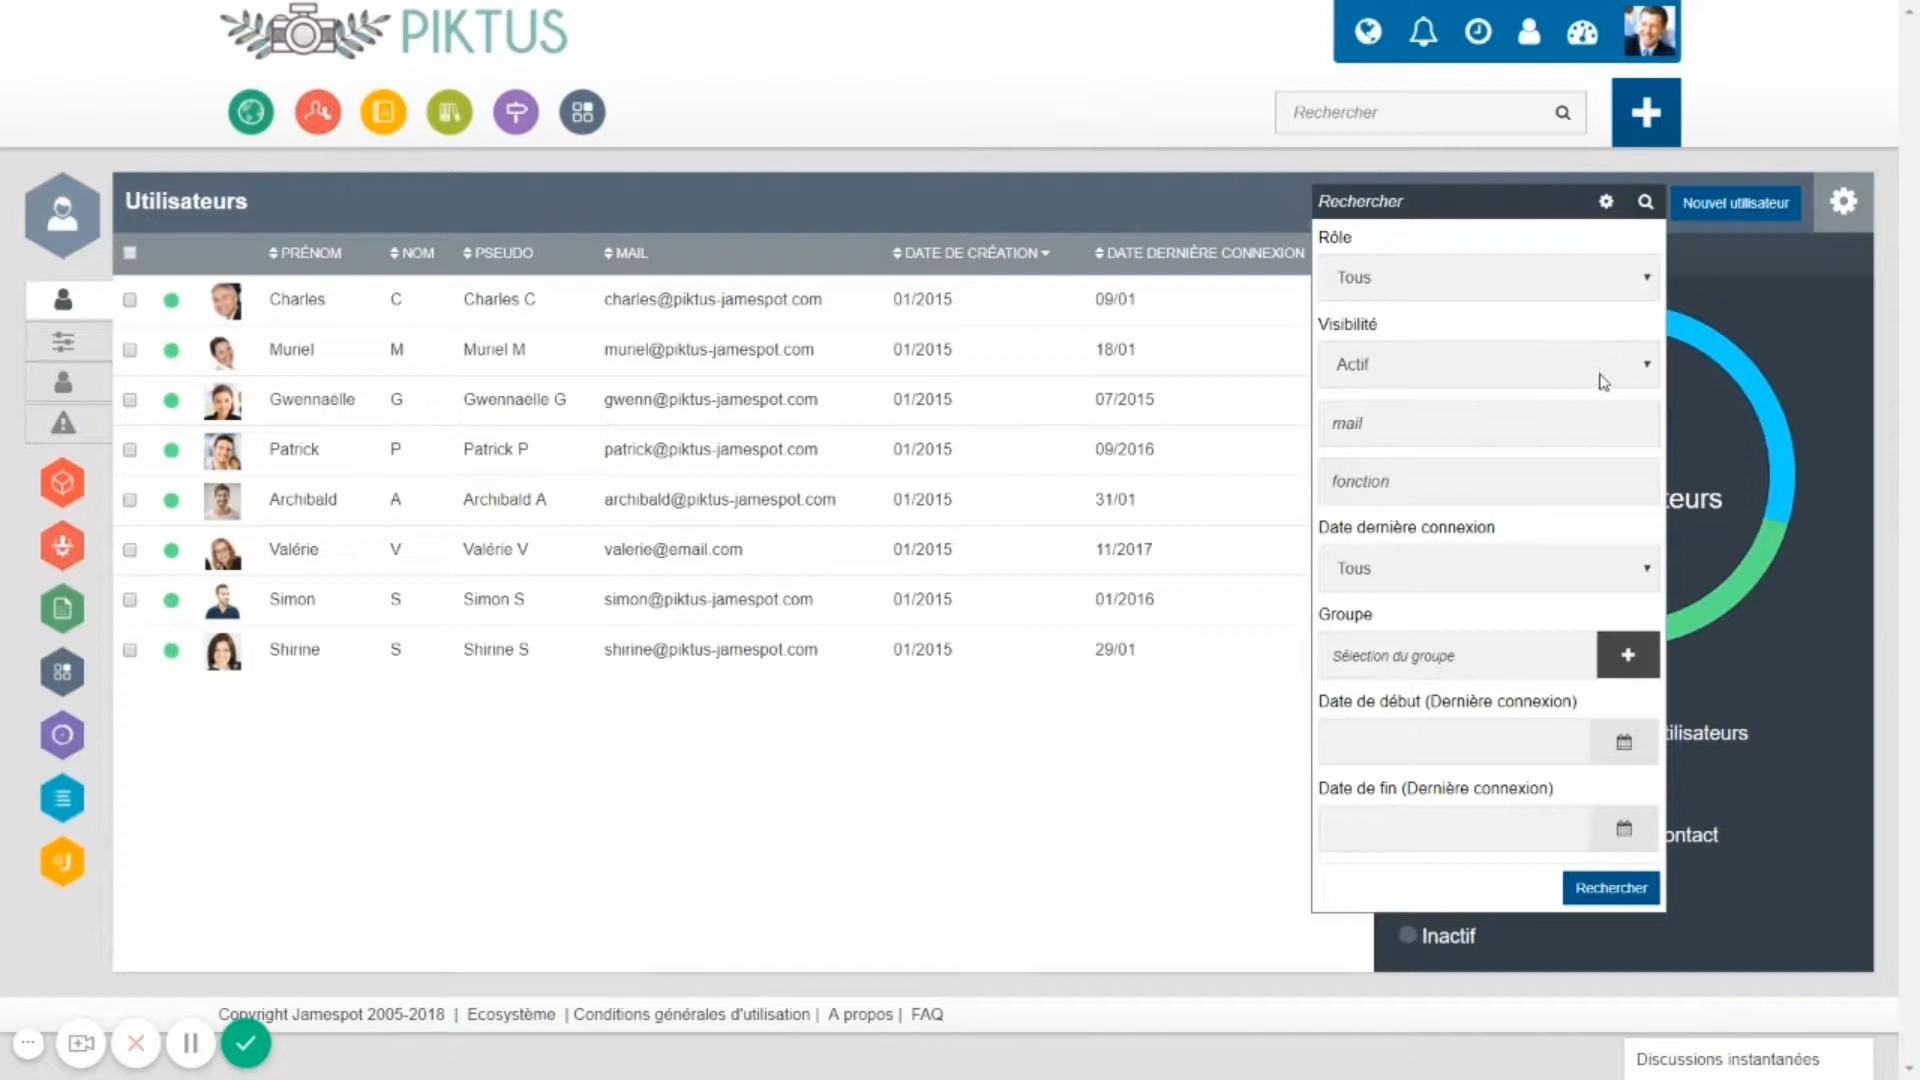 PIKTUS
Rechercher
Utilisateurs
Rechercher
Nouvel utilisateur
PRÉNOM NOM PSEUDO MAIL DATE DE CRÉATION DATE DERNIÈRE CONNEXION
Charles C Charles C charles@piktus-jamespot.com 01/2015 09/01
Muriel M Muriel M muriel@piktus-jamespot.com 01/2015 18/01
Gwennaëlle G Gwennaelle G gwenn@piktus-jamespot.com 01/2015 07/2015
Patrick P Patrick P patrick@piktus-jamespot.com 01/2015 09/2016
Archibald A Archibald A archibald@piktus-jamespot.com 01/2015 31/01
Valérie V Valérie V valerie@email.com 01/2015 11/2017
Simon S Simon S simon@piktus-jamespot.com 01/2015 01/2016
Shirine S Shirine S shirine@piktus-jamespot.com 01/2015 29/01
Rôle
Tous
Visibilité
Actif
mail
fonction
Date dernière connexion
Tous
Groupe
Sélection du groupe
Date de début (Dernière connexion)
Date de fin (Dernière connexion)
Rechercher
teurs
tilisateurs
ontact
Inactif
Copyright Jamespot 2005-2018 | Ecosystème | Conditions générales d'utilisation | A propos | FAQ
Discussions instantanées